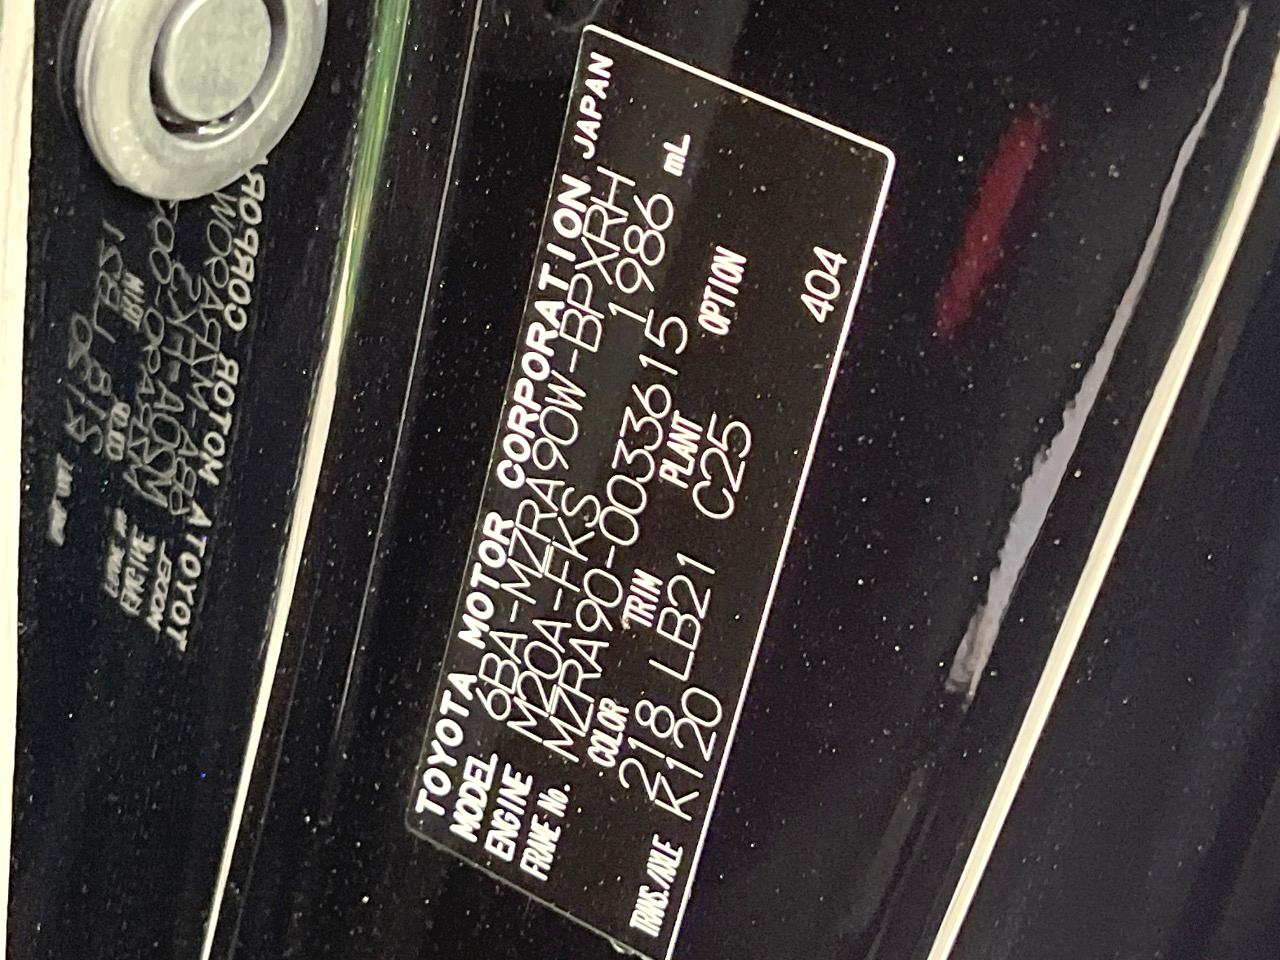 TOYOTA MOTOR CORPORATION JAPAN
MODEL 6BA-MZRA90W-BPXRH
ENGINE M20A-FKS 1986 mL
FRAME No. MZRA90-0033615
COLOR TRIM PLANT OPTION
218 LB21 C25
TRANS./AXLE K120 404